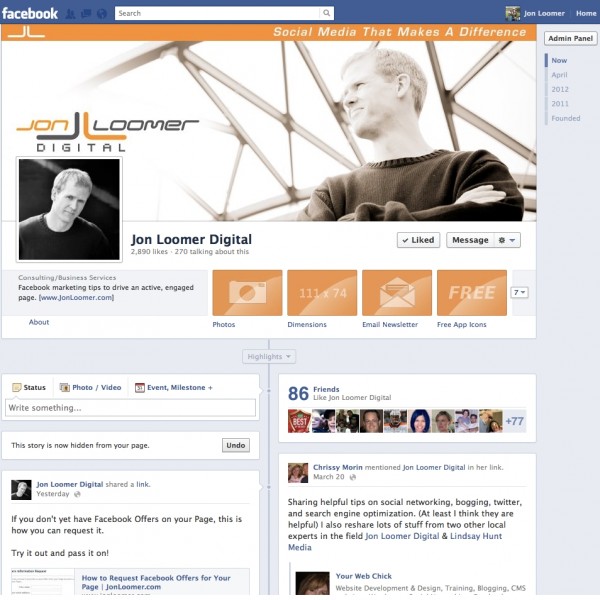 facebook
Search
Jon Loomer
Home
JL
Social Media That Makes A Difference
Admin Panel
Now
April
2012
2011
Founded
JON LOOMER
DIGITAL
Jon Loomer Digital
2,890 likes · 270 talking about this
Liked
Message
Consulting/Business Services
Facebook marketing tips to drive an active, engaged
page. [www.JonLoomer.com]
About
Photos
111 x 74
Dimensions
Email Newsletter
FREE
Free App Icons
7
Highlights
Status
Photo / Video
31
Event, Milestone +
Write something...
This story is now hidden from your page.
Undo
Jon Loomer Digital shared a link.
Yesterday
If you don't yet have Facebook Offers on your Page, this is
how you can request it.
Try it out and pass it on!
How to Request Facebook Offers for Your
Page | JonLoomer.com
86
Friends
Like Jon Loomer Digital
BEST
+77
Chrissy Morin mentioned Jon Loomer Digital in her link.
March 20
Sharing helpful tips on social networking, bogging, twitter,
and search engine optimization. (At least I think they are
helpful) I also reshare lots of stuff from two other local
experts in the field Jon Loomer Digital & Lindsay Hunt
Media
Your Web Chick
Website Development & Design, Training, Blogging, CMS